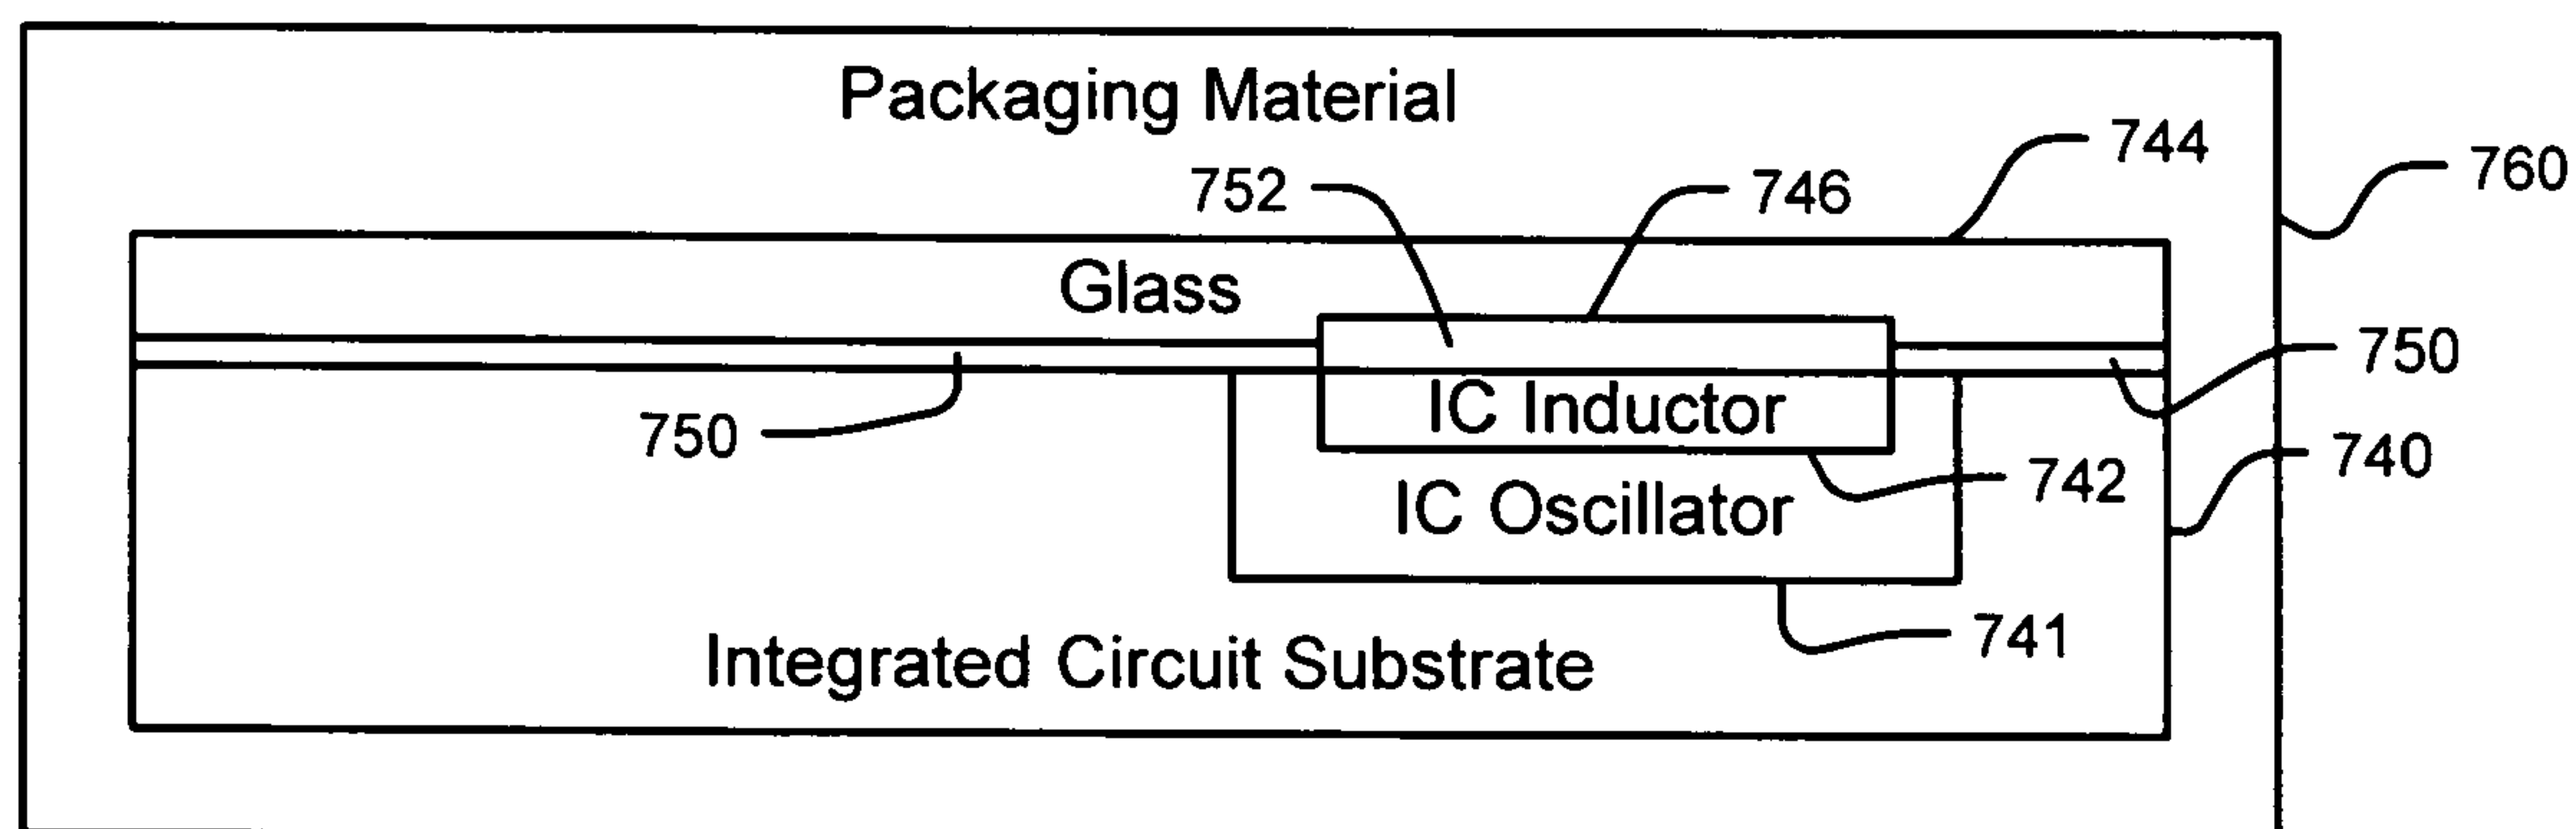 Packaging Material
744
760
752
746
Glass
750
IC Inductor
750
742
740
IC Oscillator
741
Integrated Circuit Substrate